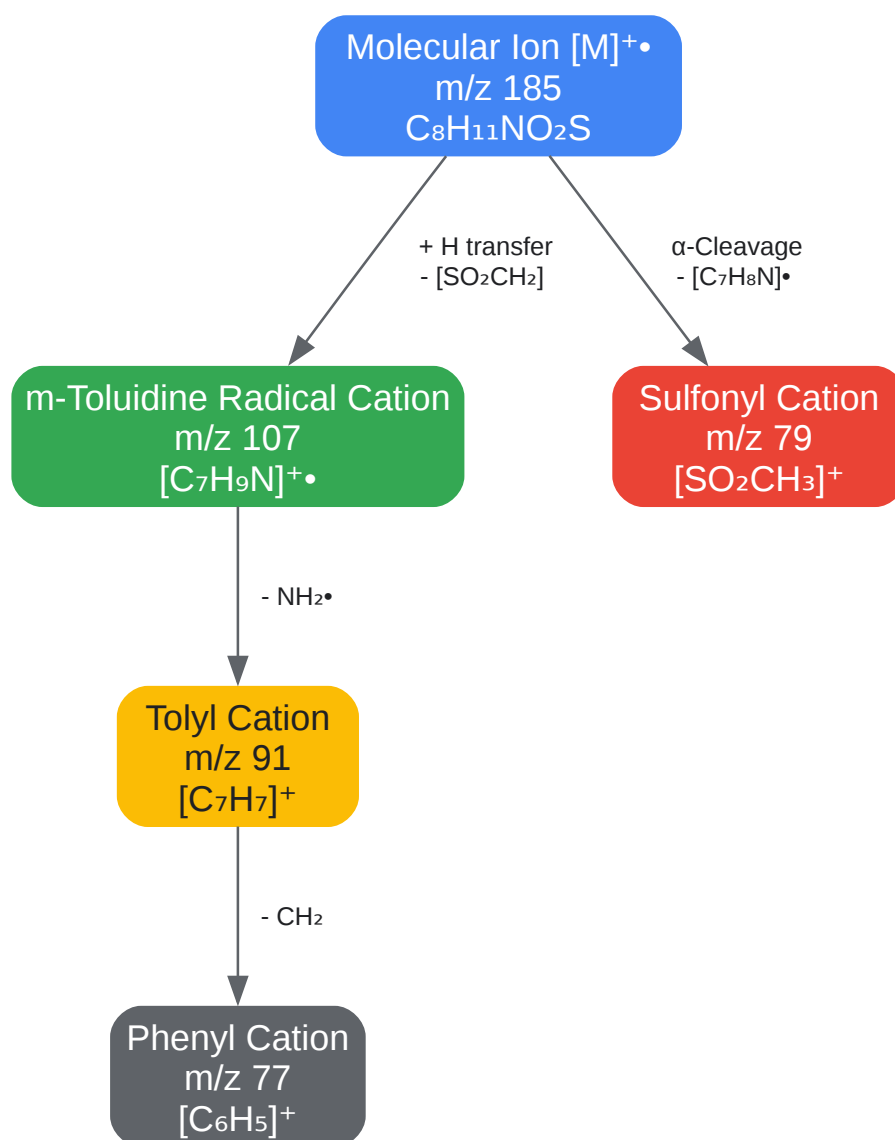 Molecular Ion [M]⁺•
m/z 185
C₈H₁₁NO₂S
+ H transfer
- [SO₂CH₂]
α-Cleavage
- [C₇H₈N]•
m-Toluidine Radical Cation
m/z 107
[C₇H₉N]⁺•
Sulfonyl Cation
m/z 79
[SO₂CH₃]⁺
- NH₂•
Tolyl Cation
m/z 91
[C₇H₇]⁺
- CH₂
Phenyl Cation
m/z 77
[C₆H₅]⁺